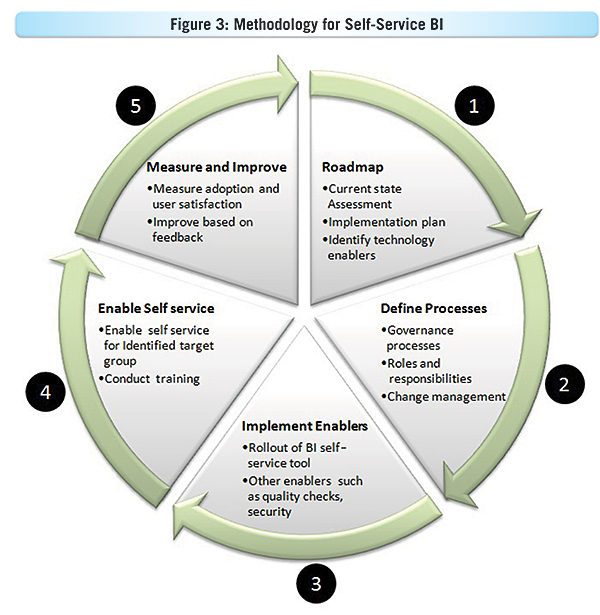 Figure 3: Methodology for Self-Service BI
1
Roadmap
•Current state
Assessment
•Implementation plan
•Identify technology
enablers
2
Define Processes
•Governance
processes
•Roles and
responsibilities
•Change management
3
Implement Enablers
•Rollout of BI self-
service tool
•Other enablers such
as quality checks,
security
4
Enable Self service
•Enable self service
for Identified target
group
•Conduct training
5
Measure and Improve
•Measure adoption and
user satisfaction
•Improve based on
feedback